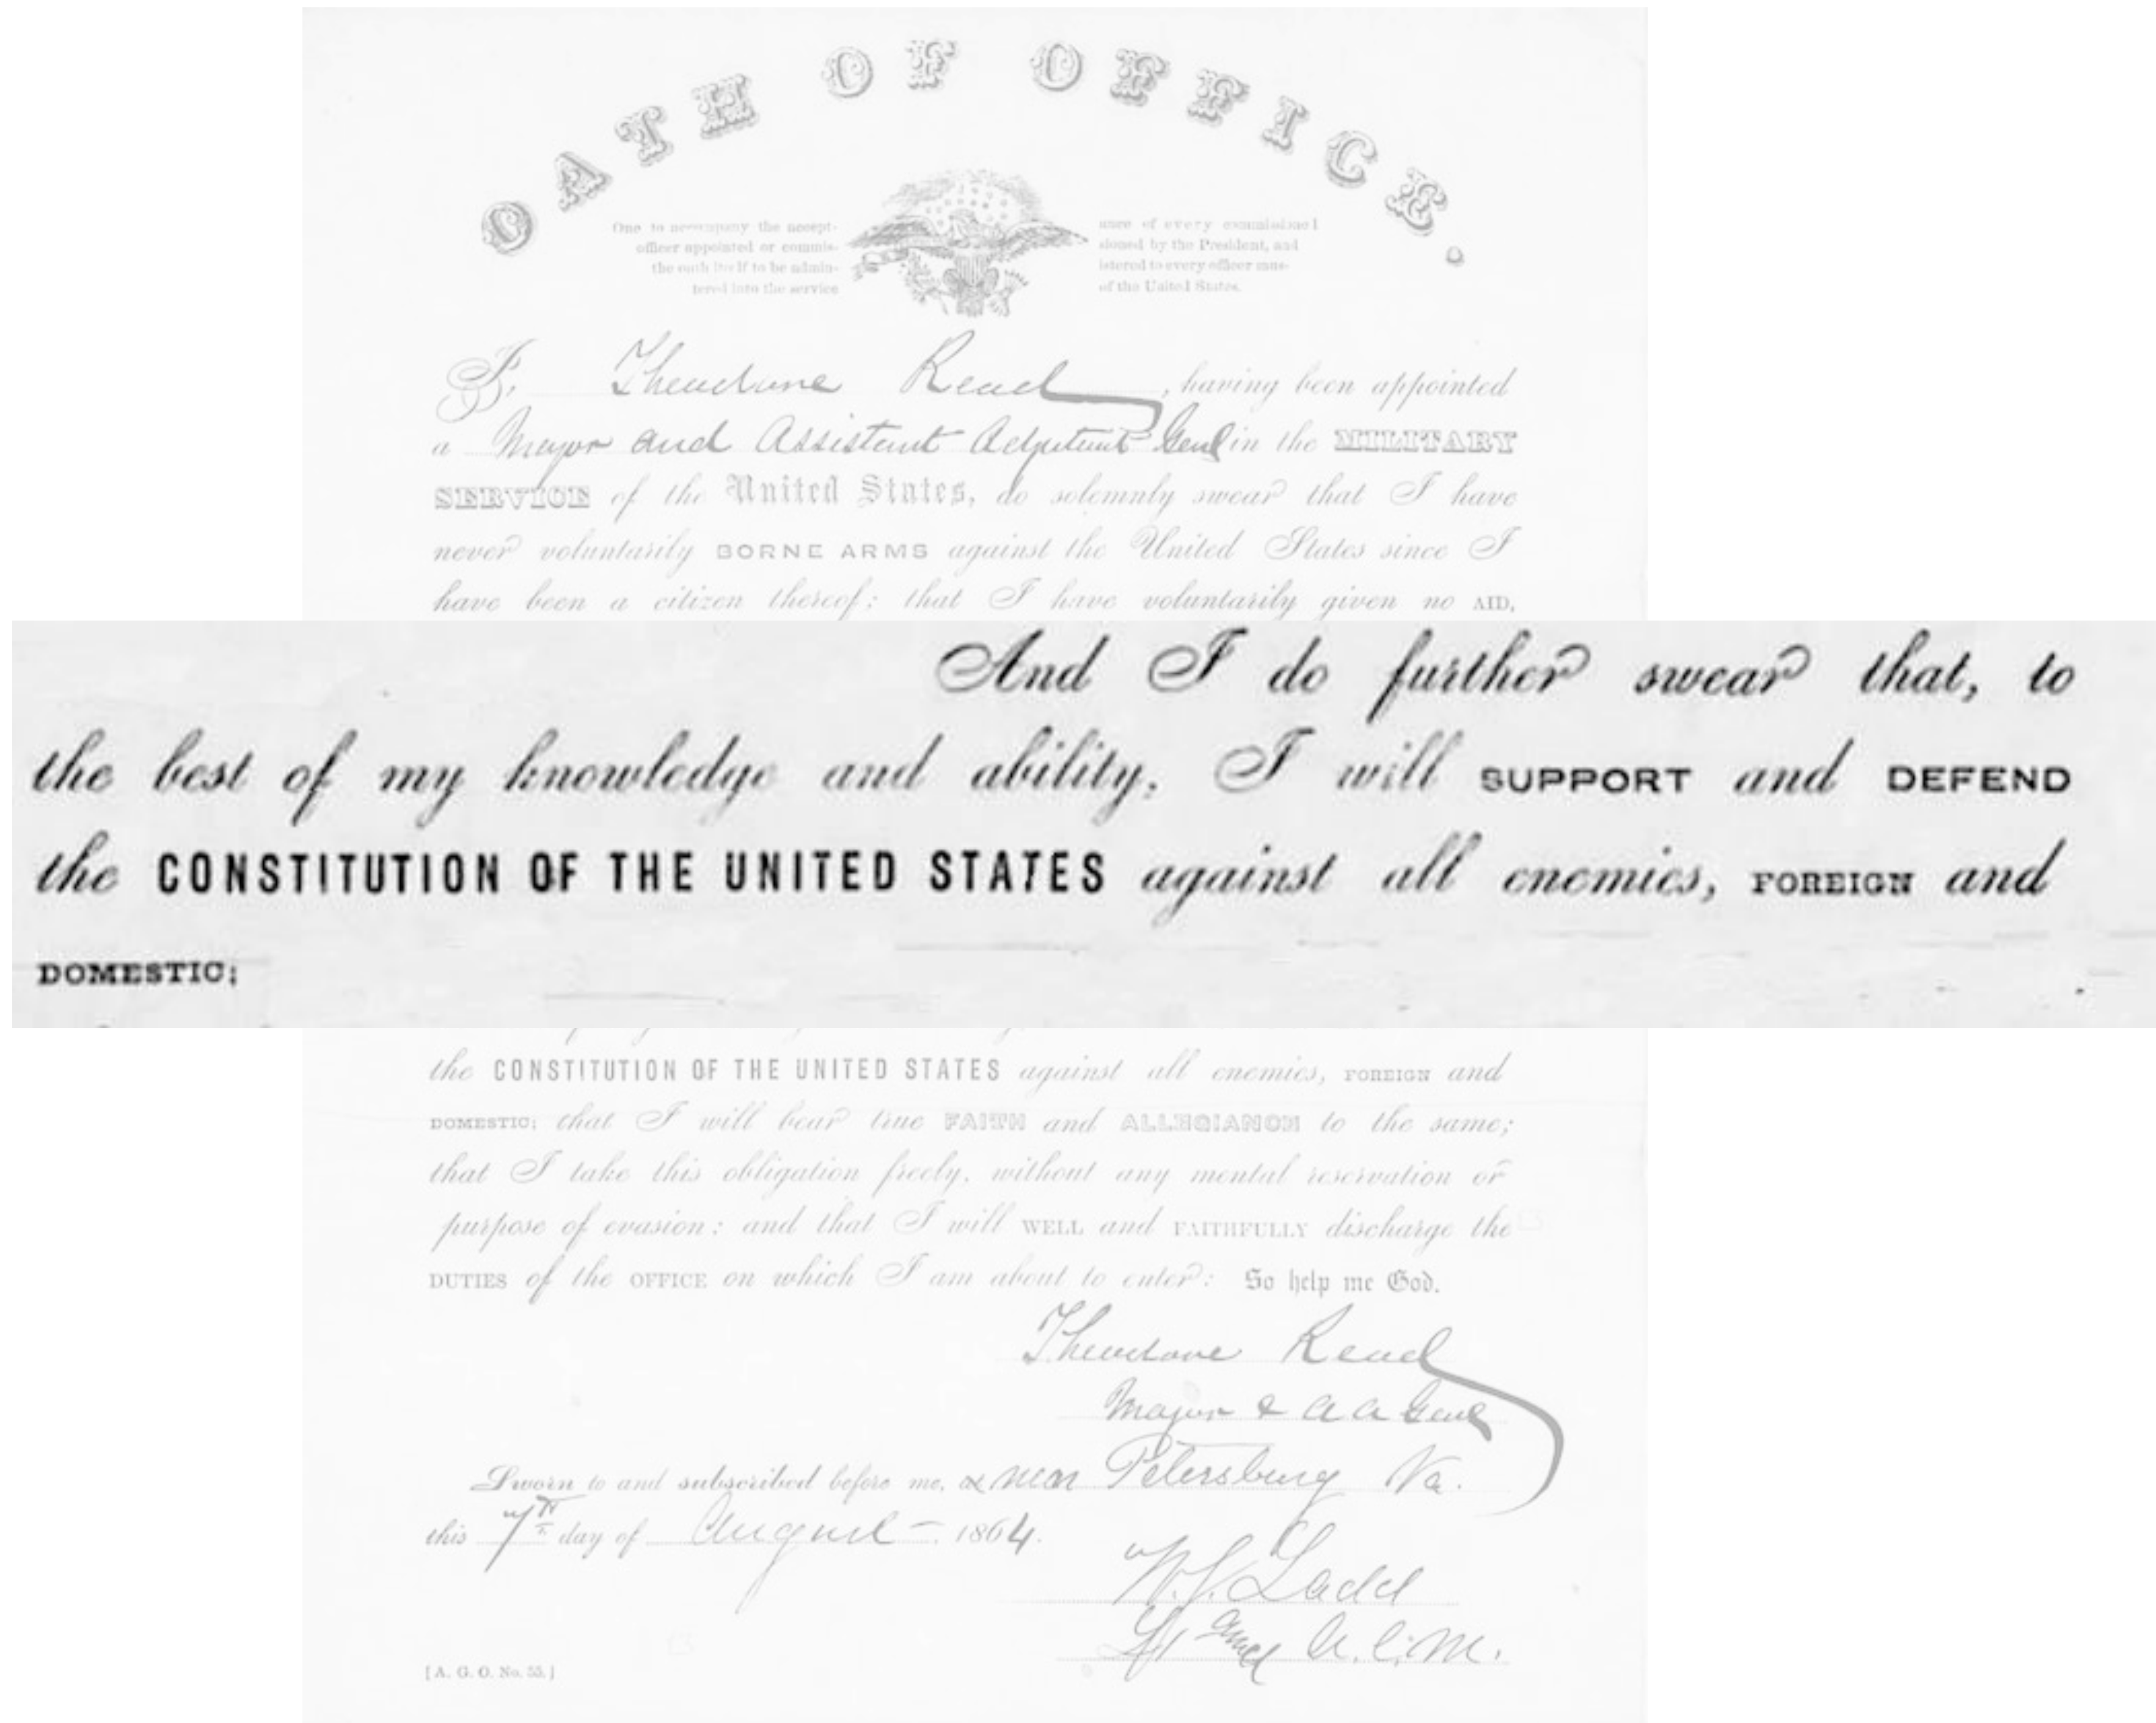 OATH OF OFFICE.
One to accompany the accept- ance of every commissioned
officer appointed or commis- sioned by the President, and
the oath itself to be admin- istered to every officer mus-
tered into the service of the United States.
I, Theodore Read, having been appointed
a Major and Assistant Adjutant Genl in the MILITARY
SERVICE of the United States, do solemnly swear that I have
never voluntarily BORNE ARMS against the United States since I
have been a citizen thereof; that I have voluntarily given no AID,
And I do further swear that, to
the best of my knowledge and ability, I will SUPPORT and DEFEND
the CONSTITUTION OF THE UNITED STATES against all enemies, FOREIGN and
DOMESTIC;
the CONSTITUTION OF THE UNITED STATES against all enemies, FOREIGN and
DOMESTIC; that I will bear true FAITH and ALLEGIANCE to the same;
that I take this obligation freely, without any mental reservation or
purpose of evasion; and that I will WELL and FAITHFULLY discharge the
DUTIES of the OFFICE on which I am about to enter: So help me God.
Theodore Read
Major & A A Genl
Sworn to and subscribed before me, near Petersburg Va.
this 7th day of August 1864.
W. J. Ladd
Lt A.C.M.
[A. G. O. No. 55.]